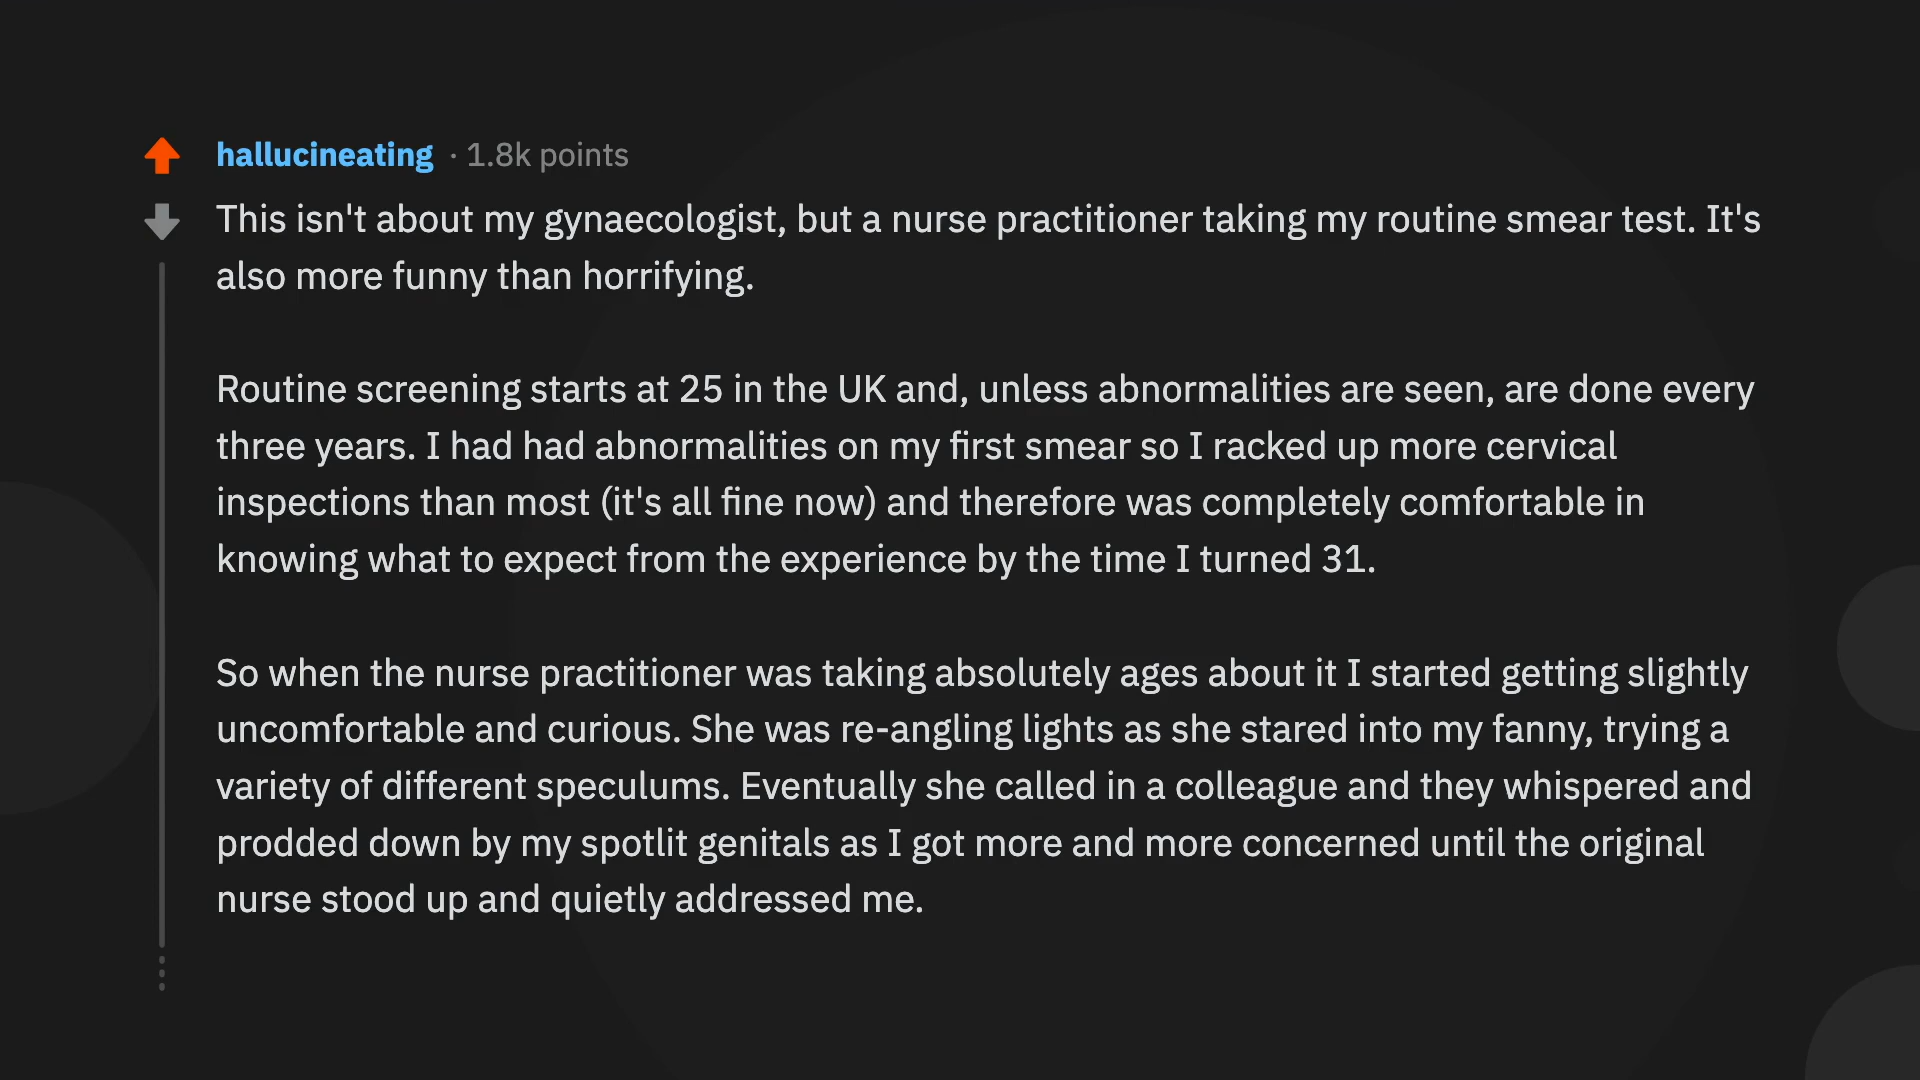 hallucineating · 1.8k points
This isn't about my gynaecologist, but a nurse practitioner taking my routine smear test. It's
also more funny than horrifying.
Routine screening starts at 25 in the UK and, unless abnormalities are seen, are done every
three years. I had had abnormalities on my first smear so I racked up more cervical
inspections than most (it's all fine now) and therefore was completely comfortable in
knowing what to expect from the experience by the time I turned 31.
So when the nurse practitioner was taking absolutely ages about it I started getting slightly
uncomfortable and curious. She was re-angling lights as she stared into my fanny, trying a
variety of different speculums. Eventually she called in a colleague and they whispered and
prodded down by my spotlit genitals as I got more and more concerned until the original
nurse stood up and quietly addressed me.